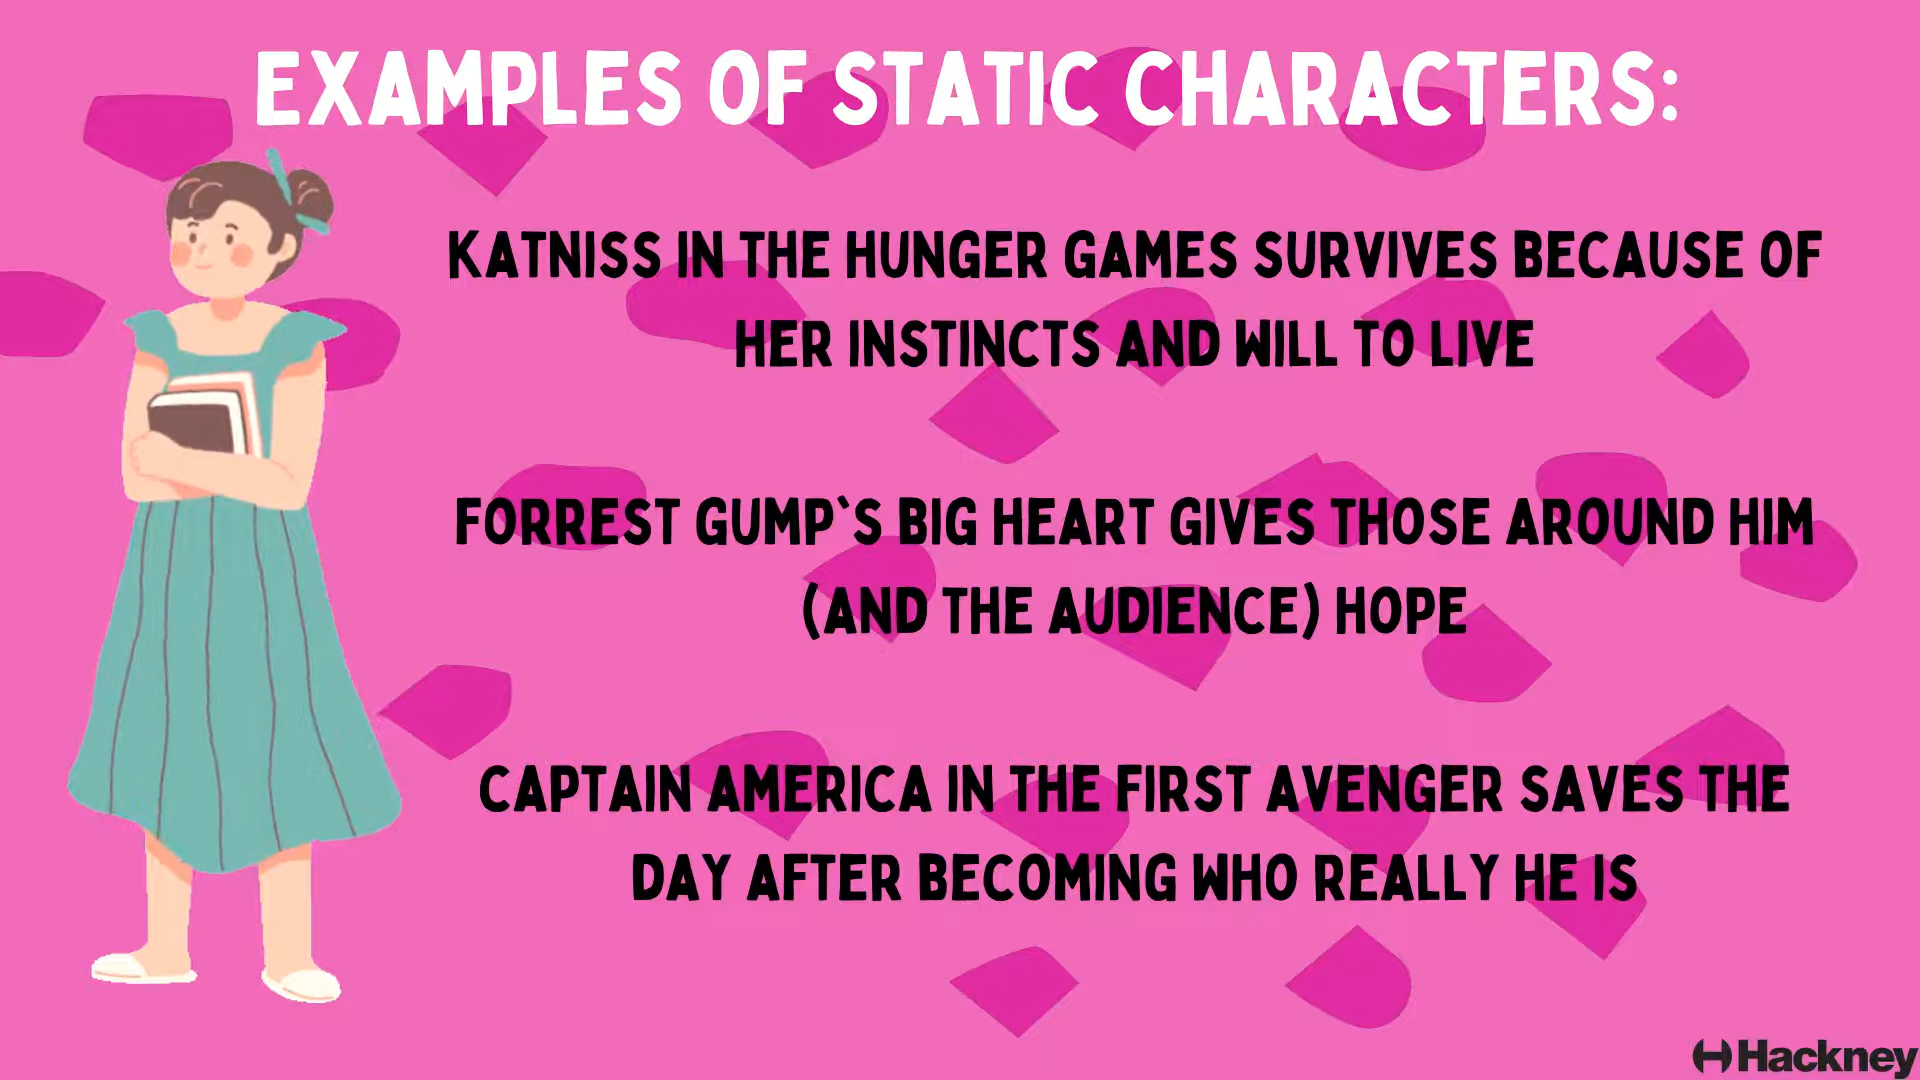 EXAMPLES OF STATIC CHARACTERS:
KATNISS IN THE HUNGER GAMES SURVIVES BECAUSE OF
HER INSTINCTS AND WILL TO LIVE
FORREST GUMP`S BIG HEART GIVES THOSE AROUND HIM
(AND THE AUDIENCE) HOPE
CAPTAIN AMERICA IN THE FIRST AVENGER SAVES THE
DAY AFTER BECOMING WHO REALLY HE IS
Hackney